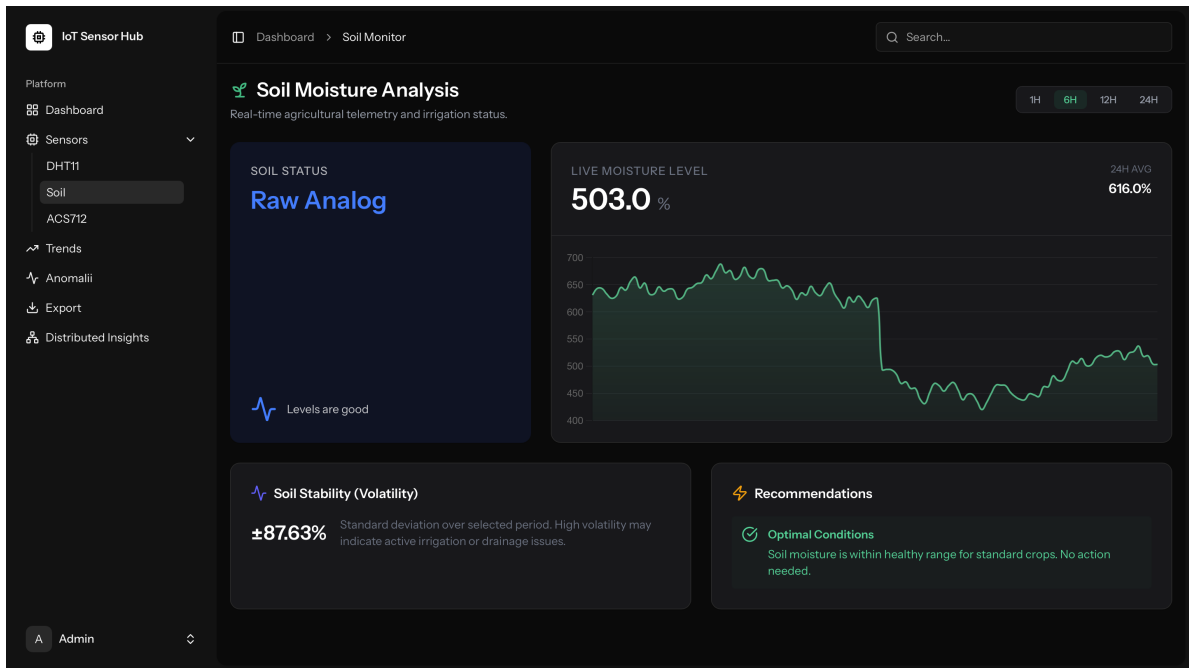 IoT Sensor Hub
Platform
Dashboard
Sensors
DHT11
Soil
ACS712
Trends
Anomalii
Export
Distributed Insights
A Admin
Dashboard > Soil Monitor
Search...
Soil Moisture Analysis
Real-time agricultural telemetry and irrigation status.
1H 6H 12H 24H
SOIL STATUS
Raw Analog
Levels are good
LIVE MOISTURE LEVEL
503.0 %
24H AVG
616.0%
700
650
600
550
500
450
400
Soil Stability (Volatility)
±87.63%
Standard deviation over selected period. High volatility may
indicate active irrigation or drainage issues.
Recommendations
Optimal Conditions
Soil moisture is within healthy range for standard crops. No action
needed.